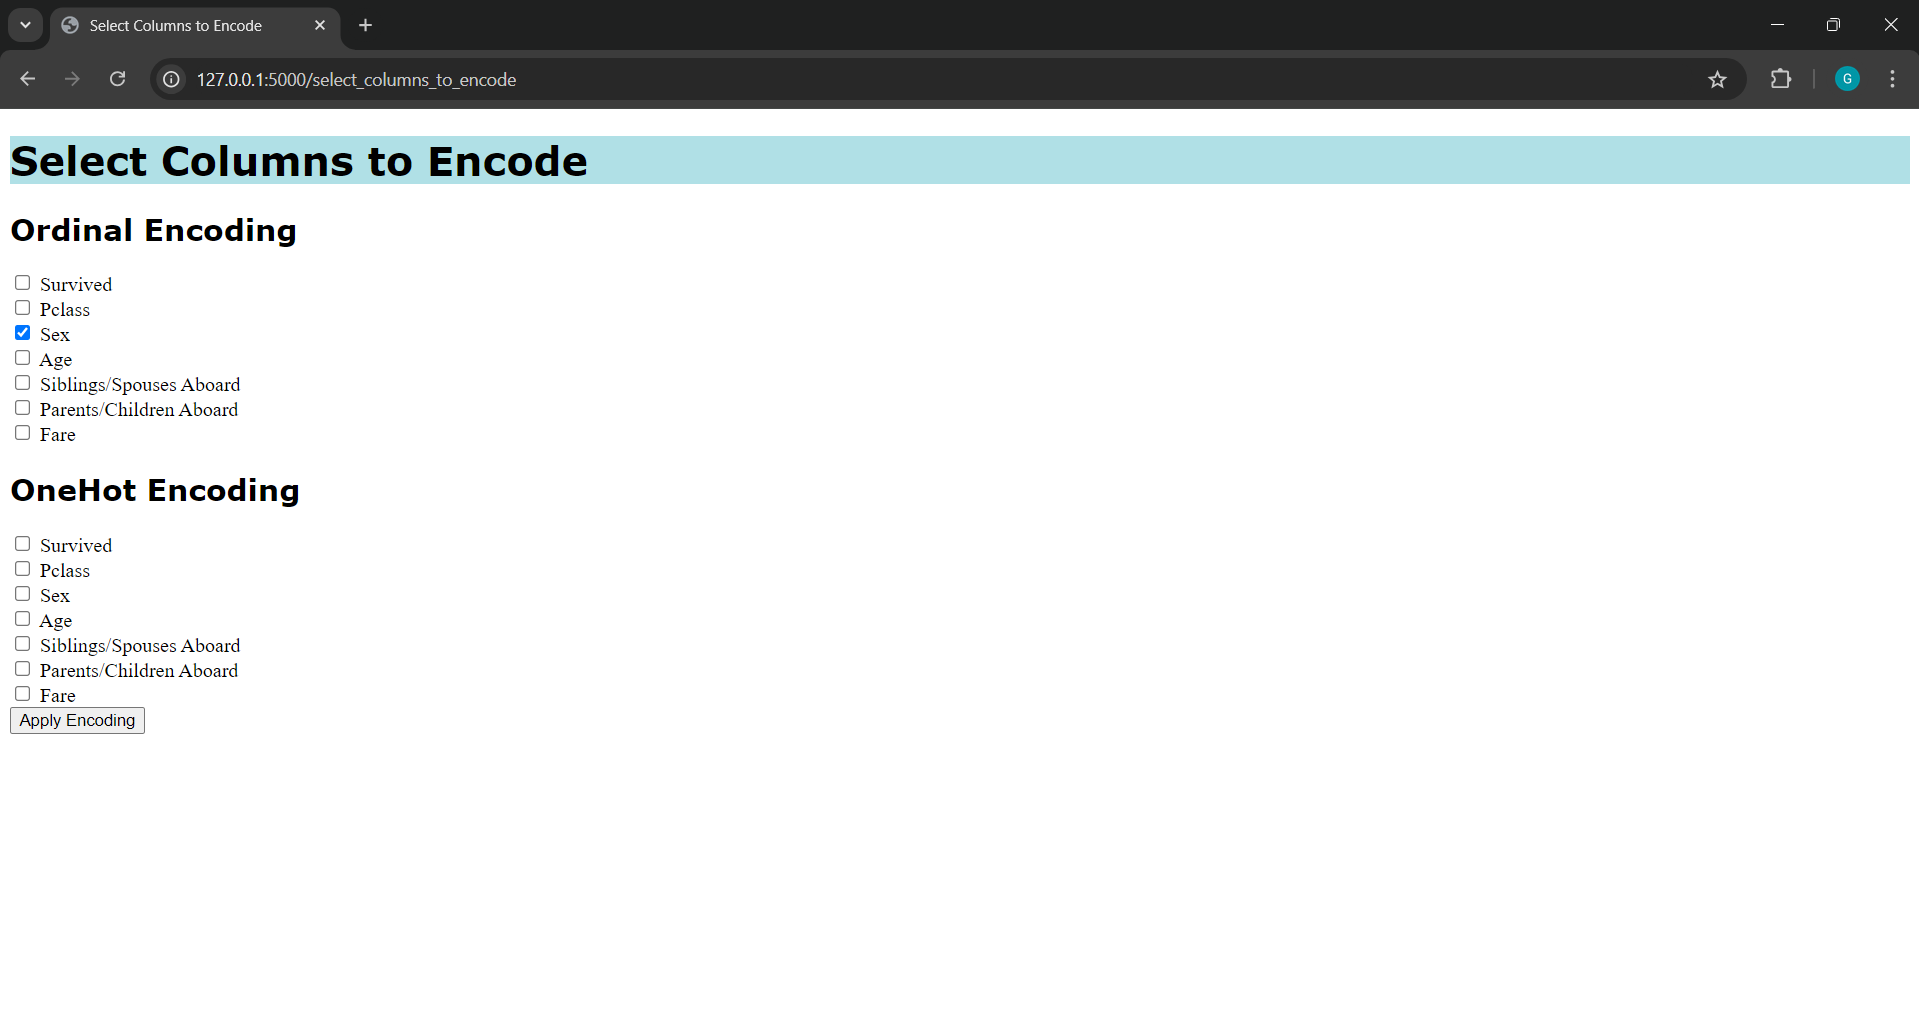 Select Columns to Encode
127.0.0.1:5000/select_columns_to_encode
G
Select Columns to Encode
Ordinal Encoding
Survived
Pclass
Sex
Age
Siblings/Spouses Aboard
Parents/Children Aboard
Fare
OneHot Encoding
Survived
Pclass
Sex
Age
Siblings/Spouses Aboard
Parents/Children Aboard
Fare
Apply Encoding